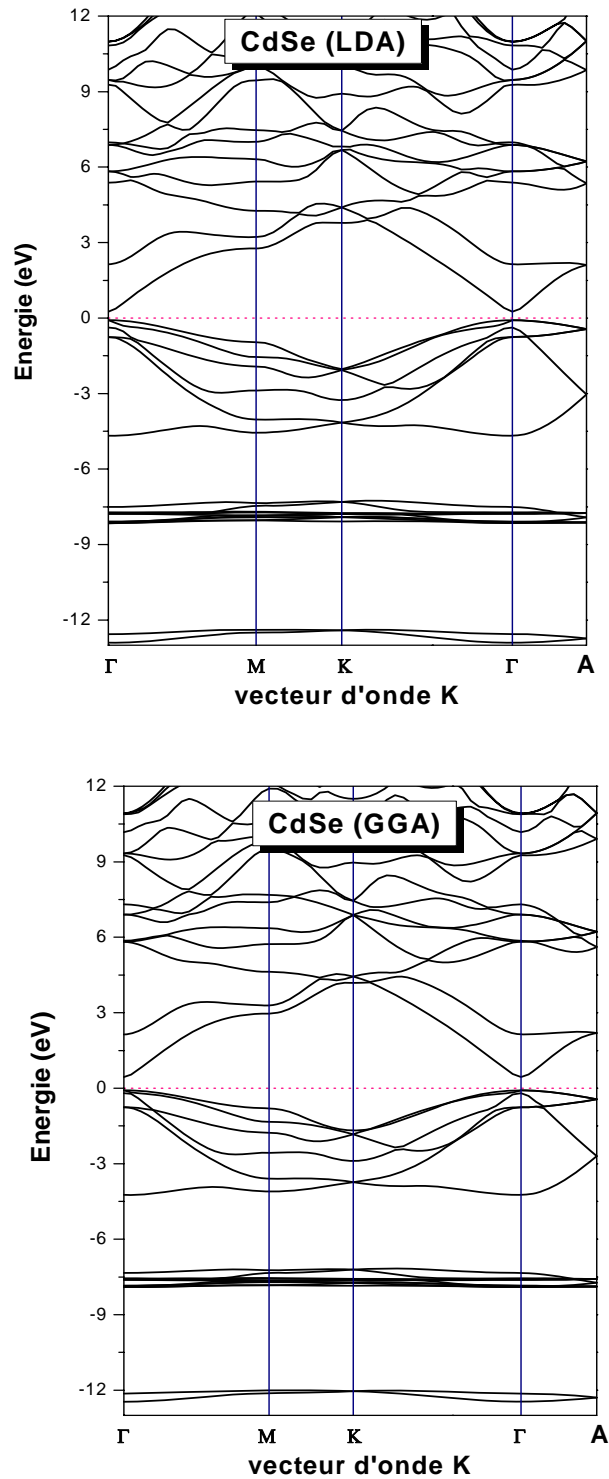 CdSe (LDA)
Energie (eV)
12
9
6
3
0
-3
-6
-9
-12
Γ M K Γ A
vecteur d'onde K
CdSe (GGA)
Energie (eV)
12
9
6
3
0
-3
-6
-9
-12
Γ M K Γ A
vecteur d'onde K